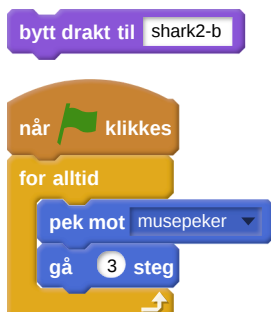 bytt drakt til shark2-b
når klikkes
for alltid
pek mot musepeker
gå 3 steg